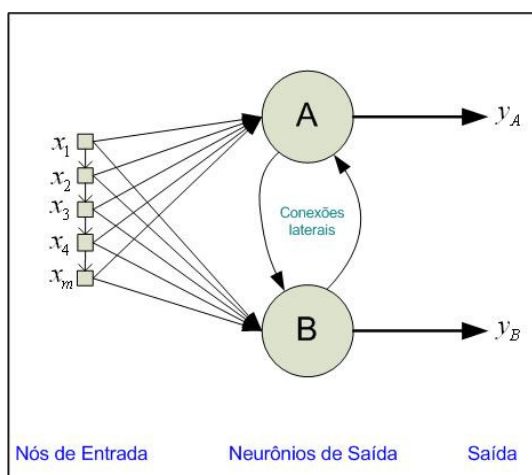 x1
x2
x3
x4
xm
A
yA
Conexões
laterais
B
yB
Nós de Entrada
Neurônios de Saída
Saída